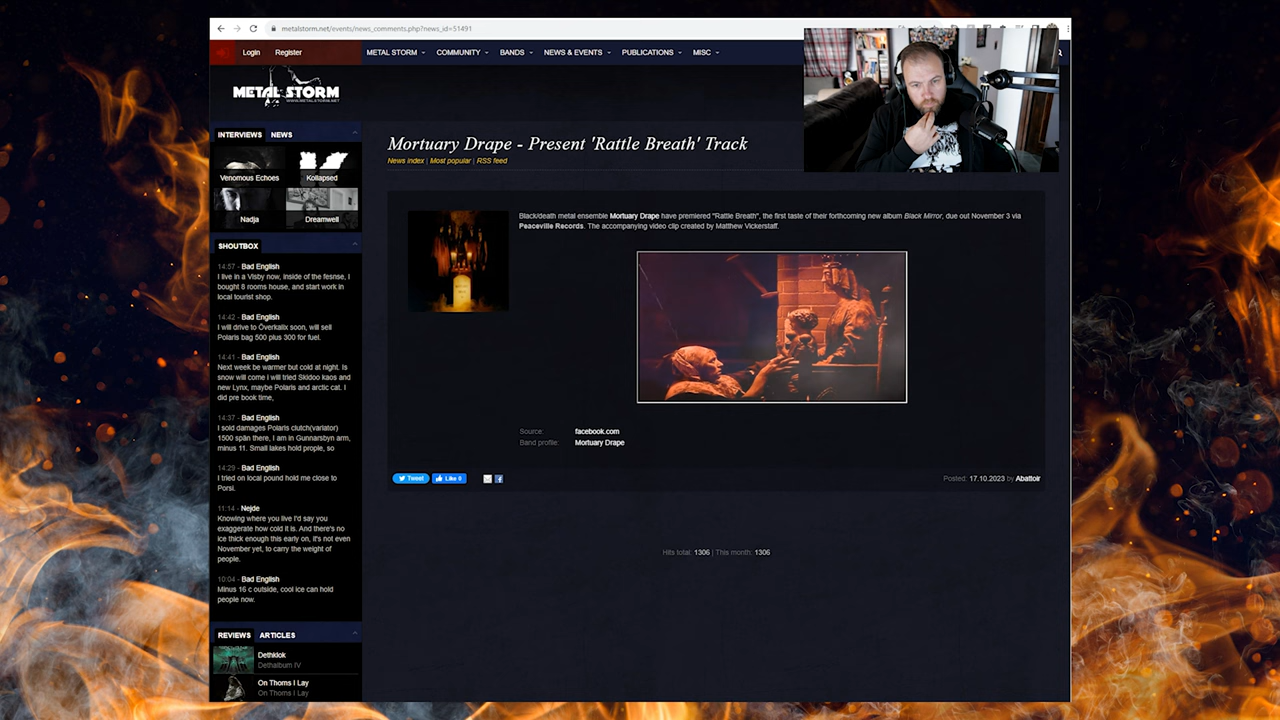 metalstorm.net/events/news_comments.php?news_id=51491
Login Register METAL STORM COMMUNITY BANDS NEWS & EVENTS PUBLICATIONS MISC
METAL STORM
WWW.METALSTORM.NET
INTERVIEWS NEWS
Venomous Echoes Kollapsed
Nadja Dreamwell
SHOUTBOX
14:57 - Bad English
I live in a Visby now, inside of the fesnse, I
bought 8 rooms house, and start work in
local tourist shop.
14:42 - Bad English
I will drive to Överkalix soon, will sell
Polaris bag 500 plus 300 for fuel.
14:41 - Bad English
Next week be warmer but cold at night. Is
snow will come i will tried Skidoo kaos and
new Lynx, maybe Polaris and arctic cat. I
did pre book time,
14:37 - Bad English
I sold damages Polaris clutch(variator)
1500 spän there, I am in Gunnarsbyn arm,
minus 11. Small lakes hold prople, so
14:29 - Bad English
I tried on local pound hold me close to
Porsi.
11:14 - Nejde
Knowing where you live I'd say you
exaggerate how cold it is. And there's no
ice thick enough this early on, it's not even
November yet, to carry the weight of
people.
10:04 - Bad English
Minus 16 c outside, cool ice can hold
people now.
REVIEWS ARTICLES
Dethklok
Dethalbum IV
On Thorns I Lay
On Thorns I Lay
Mortuary Drape - Present 'Rattle Breath' Track
News index | Most popular | RSS feed
Black/death metal ensemble Mortuary Drape have premiered "Rattle Breath", the first taste of their forthcoming new album Black Mirror, due out November 3 via
Peaceville Records. The accompanying video clip created by Matthew Vickerstaff.
Source: facebook.com
Band profile: Mortuary Drape
Tweet Like 0
Posted: 17.10.2023 by Abattoir
Hits total: 1306 | This month: 1306